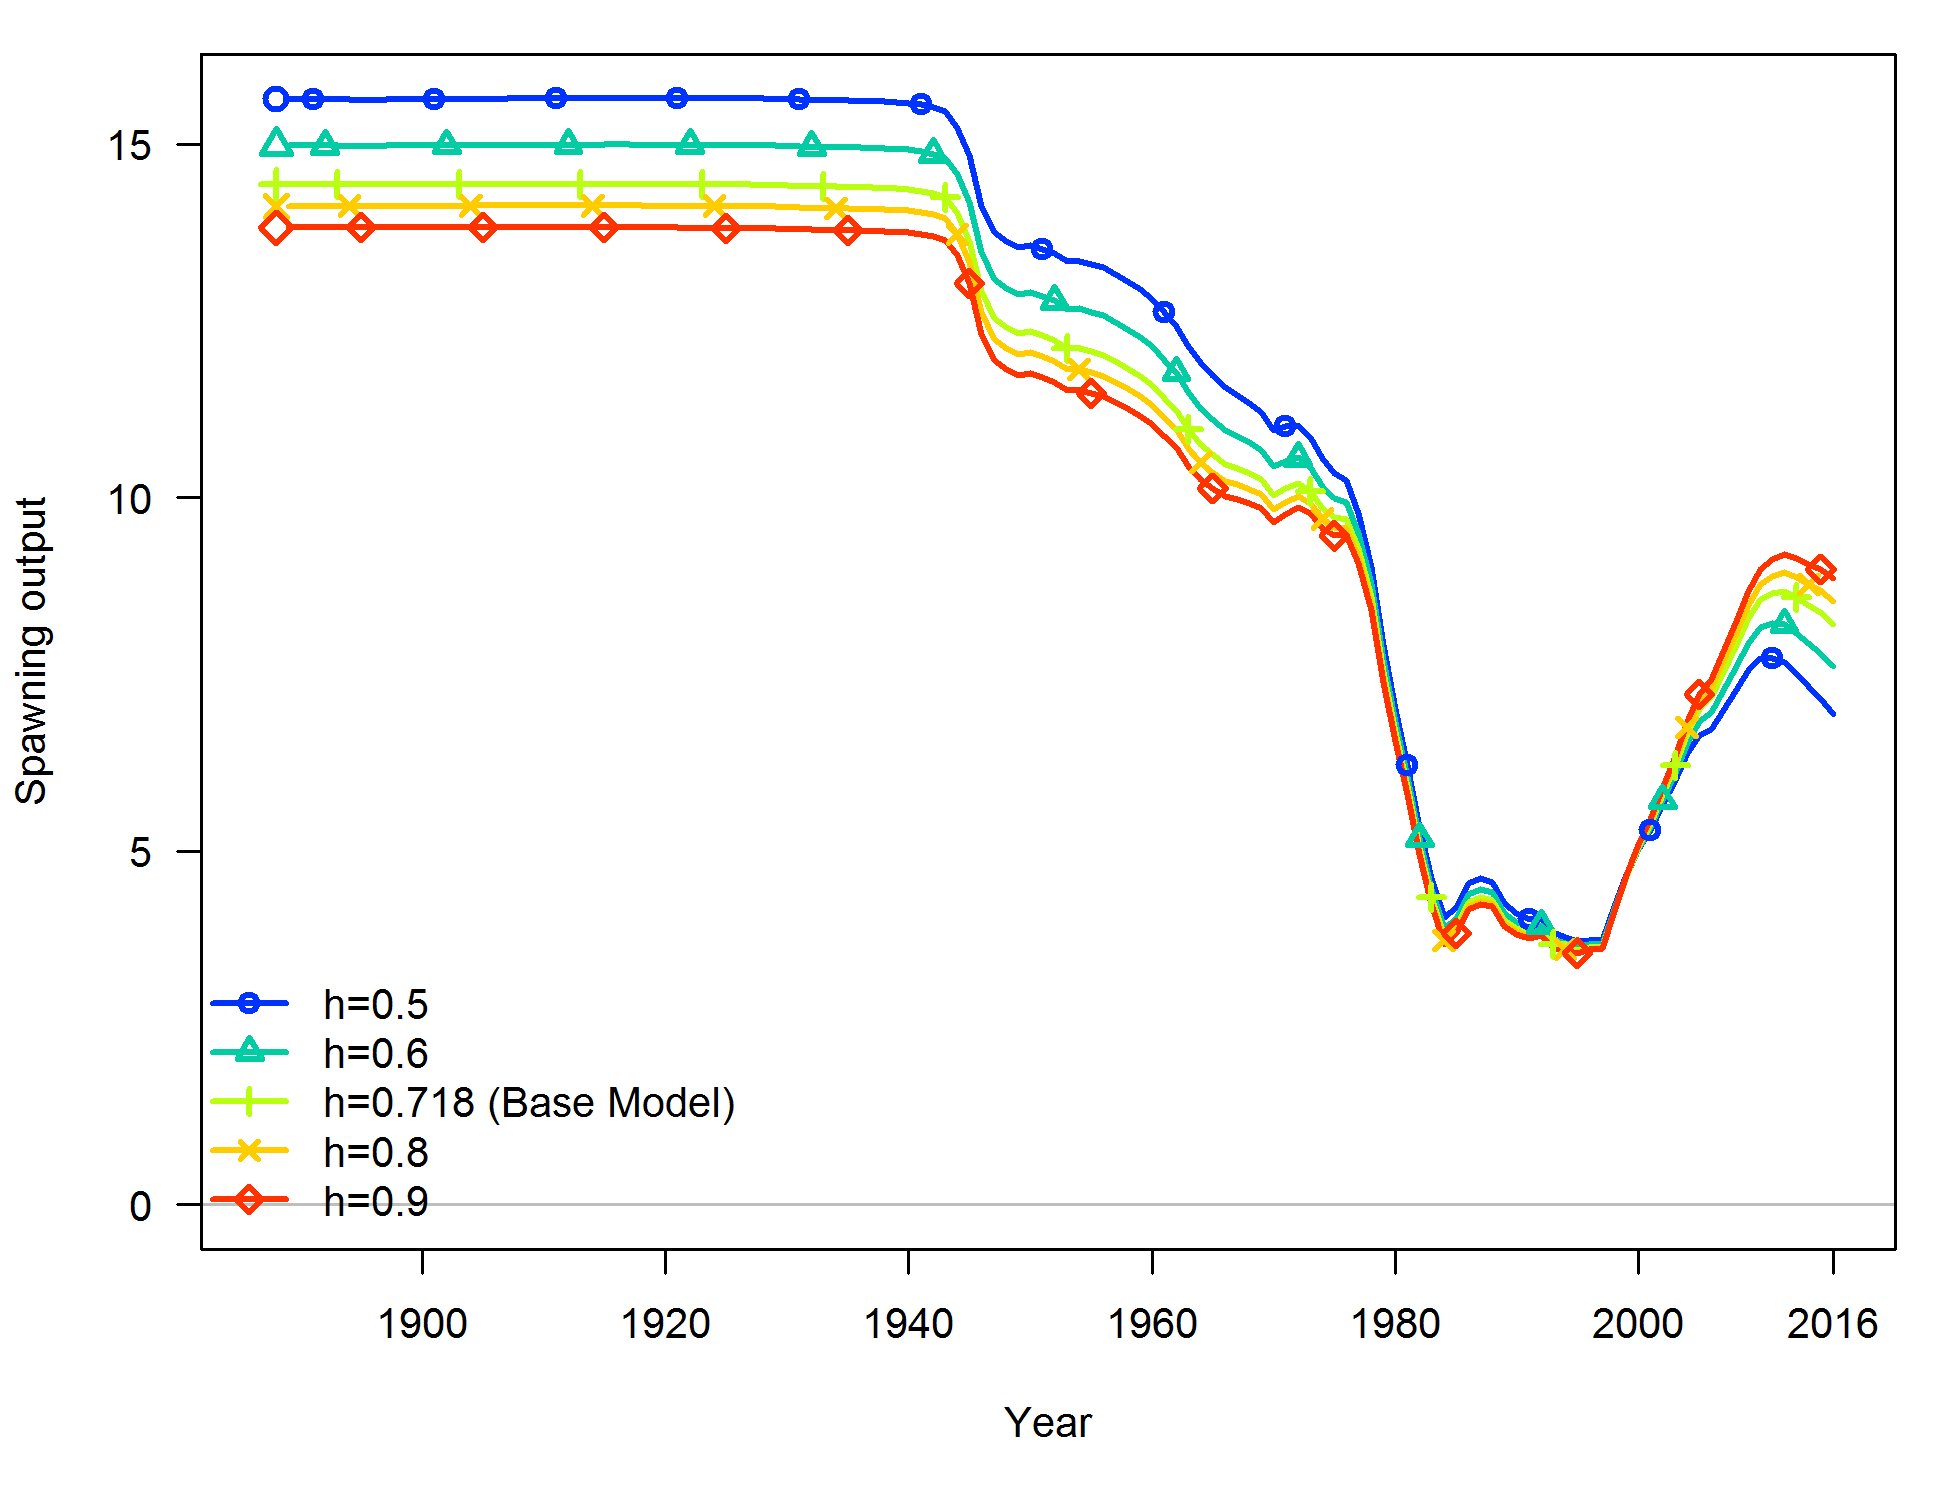 15
10
5
0
Spawning output
h=0.5
h=0.6
h=0.718 (Base Model)
h=0.8
h=0.9
1900 1920 1940 1960 1980 2000 2016
Year